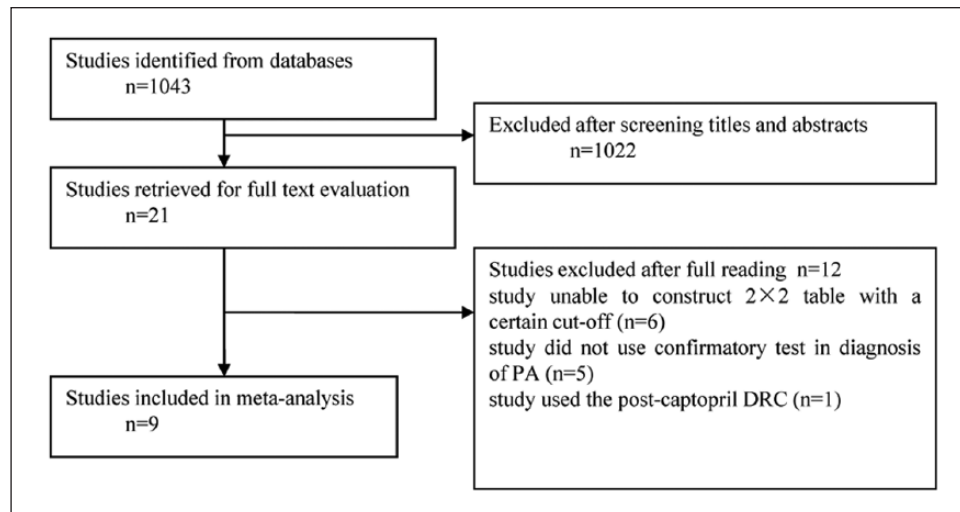 Studies identified from databases
n=1043
Excluded after screening titles and abstracts
n=1022
Studies retrieved for full text evaluation
n=21
Studies excluded after full reading n=12
study unable to construct 2×2 table with a
certain cut-off (n=6)
study did not use confirmatory test in diagnosis
of PA (n=5)
study used the post-captopril DRC (n=1)
Studies included in meta-analysis
n=9